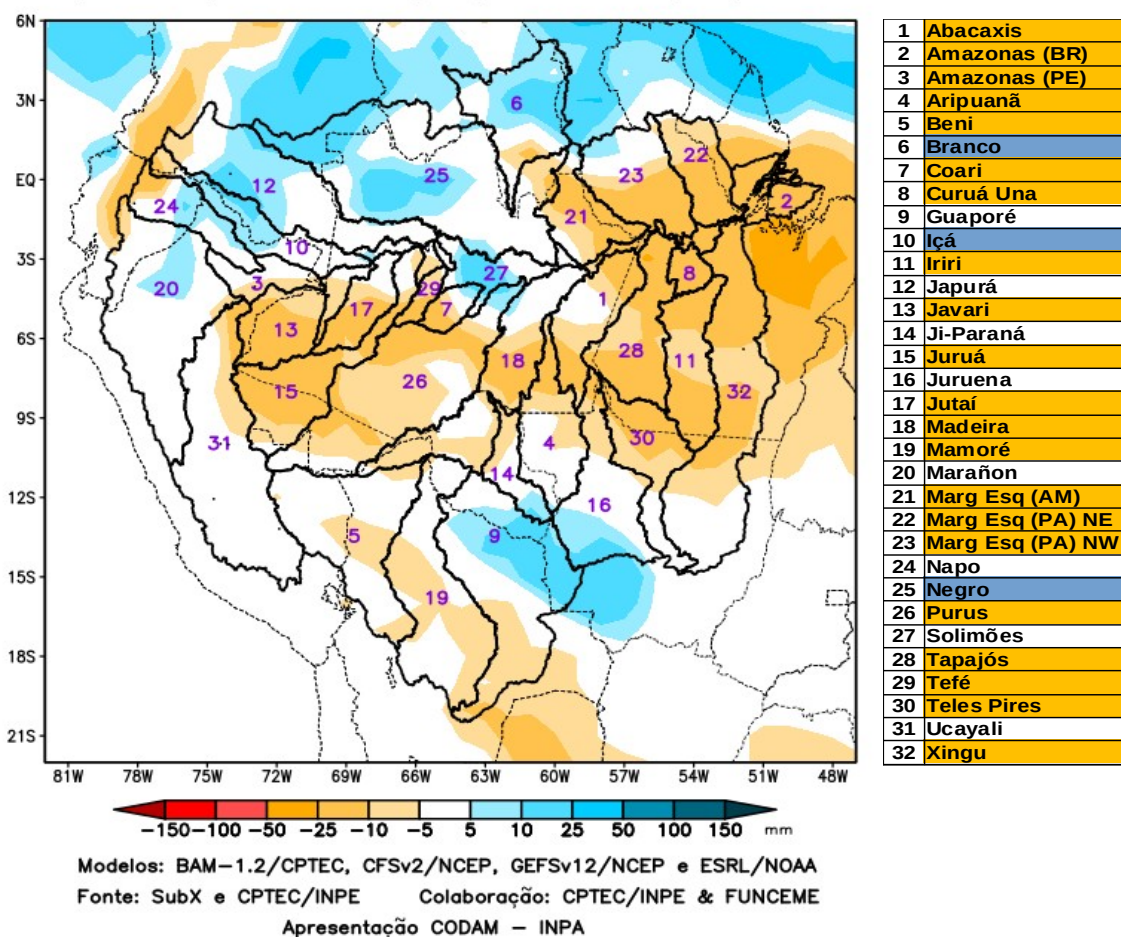 6N
3N
EQ
3S
6S
9S
12S
15S
18S
21S
81W 78W 75W 72W 69W 66W 63W 60W 57W 54W 51W 48W
6
22
23
12
25
24
21
2
10
3
20
27
29
8
7
17
1
13
28
18
11
26
15
32
30
31
4
14
16
5
9
19
-150 -100 -50 -25 -10 -5 5 10 25 50 100 150 mm
Modelos: BAM-1.2/CPTEC, CFSv2/NCEP, GEFSv12/NCEP e ESRL/NOAA
Fonte: SubX e CPTEC/INPE Colaboração: CPTEC/INPE & FUNCEME
Apresentação CODAM - INPA
1 Abacaxis
2 Amazonas (BR)
3 Amazonas (PE)
4 Aripuanã
5 Beni
6 Branco
7 Coari
8 Curuá Una
9 Guaporé
10 Içá
11 Iriri
12 Japurá
13 Javari
14 Ji-Paraná
15 Juruá
16 Juruena
17 Jutaí
18 Madeira
19 Mamoré
20 Marañon
21 Marg Esq (AM)
22 Marg Esq (PA) NE
23 Marg Esq (PA) NW
24 Napo
25 Negro
26 Purus
27 Solimões
28 Tapajós
29 Tefé
30 Teles Pires
31 Ucayali
32 Xingu